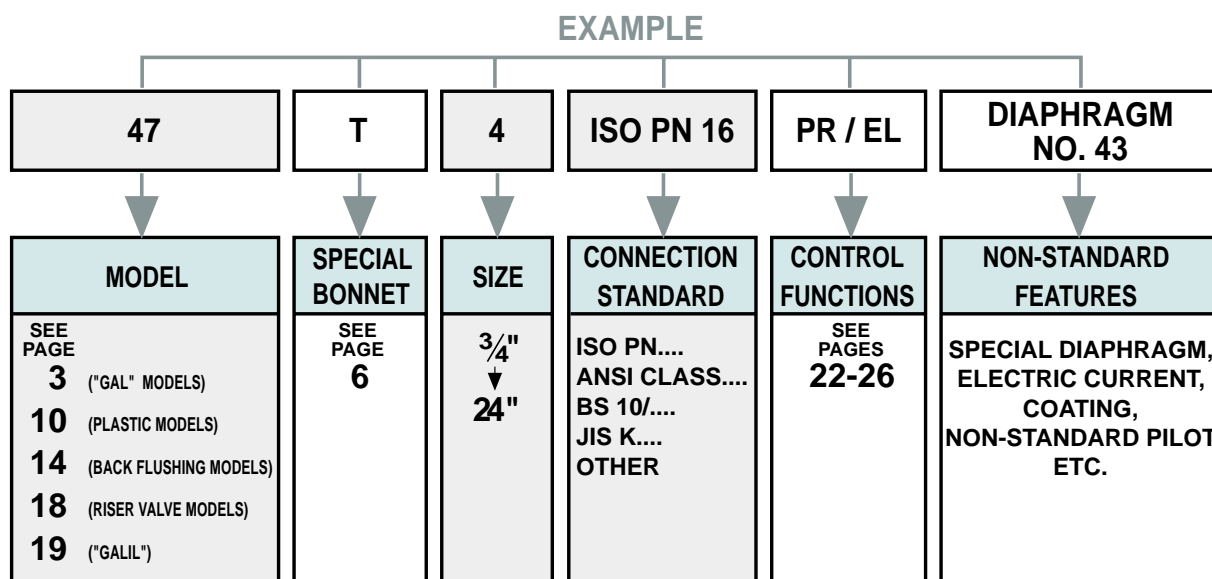 EXAMPLE
47
T
4
ISO PN 16
PR / EL
DIAPHRAGM
NO. 43
MODEL
SEE
PAGE
3 ("GAL" MODELS)
10 (PLASTIC MODELS)
14 (BACK FLUSHING MODELS)
18 (RISER VALVE MODELS)
19 ("GALIL")
SPECIAL
BONNET
SEE
PAGE
6
SIZE
3/4"
24"
CONNECTION
STANDARD
ISO PN....
ANSI CLASS....
BS 10/....
JIS K....
OTHER
CONTROL
FUNCTIONS
SEE
PAGES
22-26
NON-STANDARD
FEATURES
SPECIAL DIAPHRAGM,
ELECTRIC CURRENT,
COATING,
NON-STANDARD PILOT
ETC.